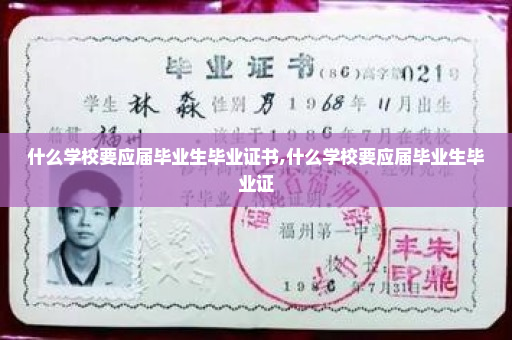 毕业证书(86)高字第021号
学生林淼性别男1968年11月出生
籍贯福州
该生于1986年7月在我校
什么学校要应届毕业生毕业证书,什么学校要应届毕业生毕
业证
予毕业
证明
福州第一中学
校长:
朱鼎丰印
1986年7月31日